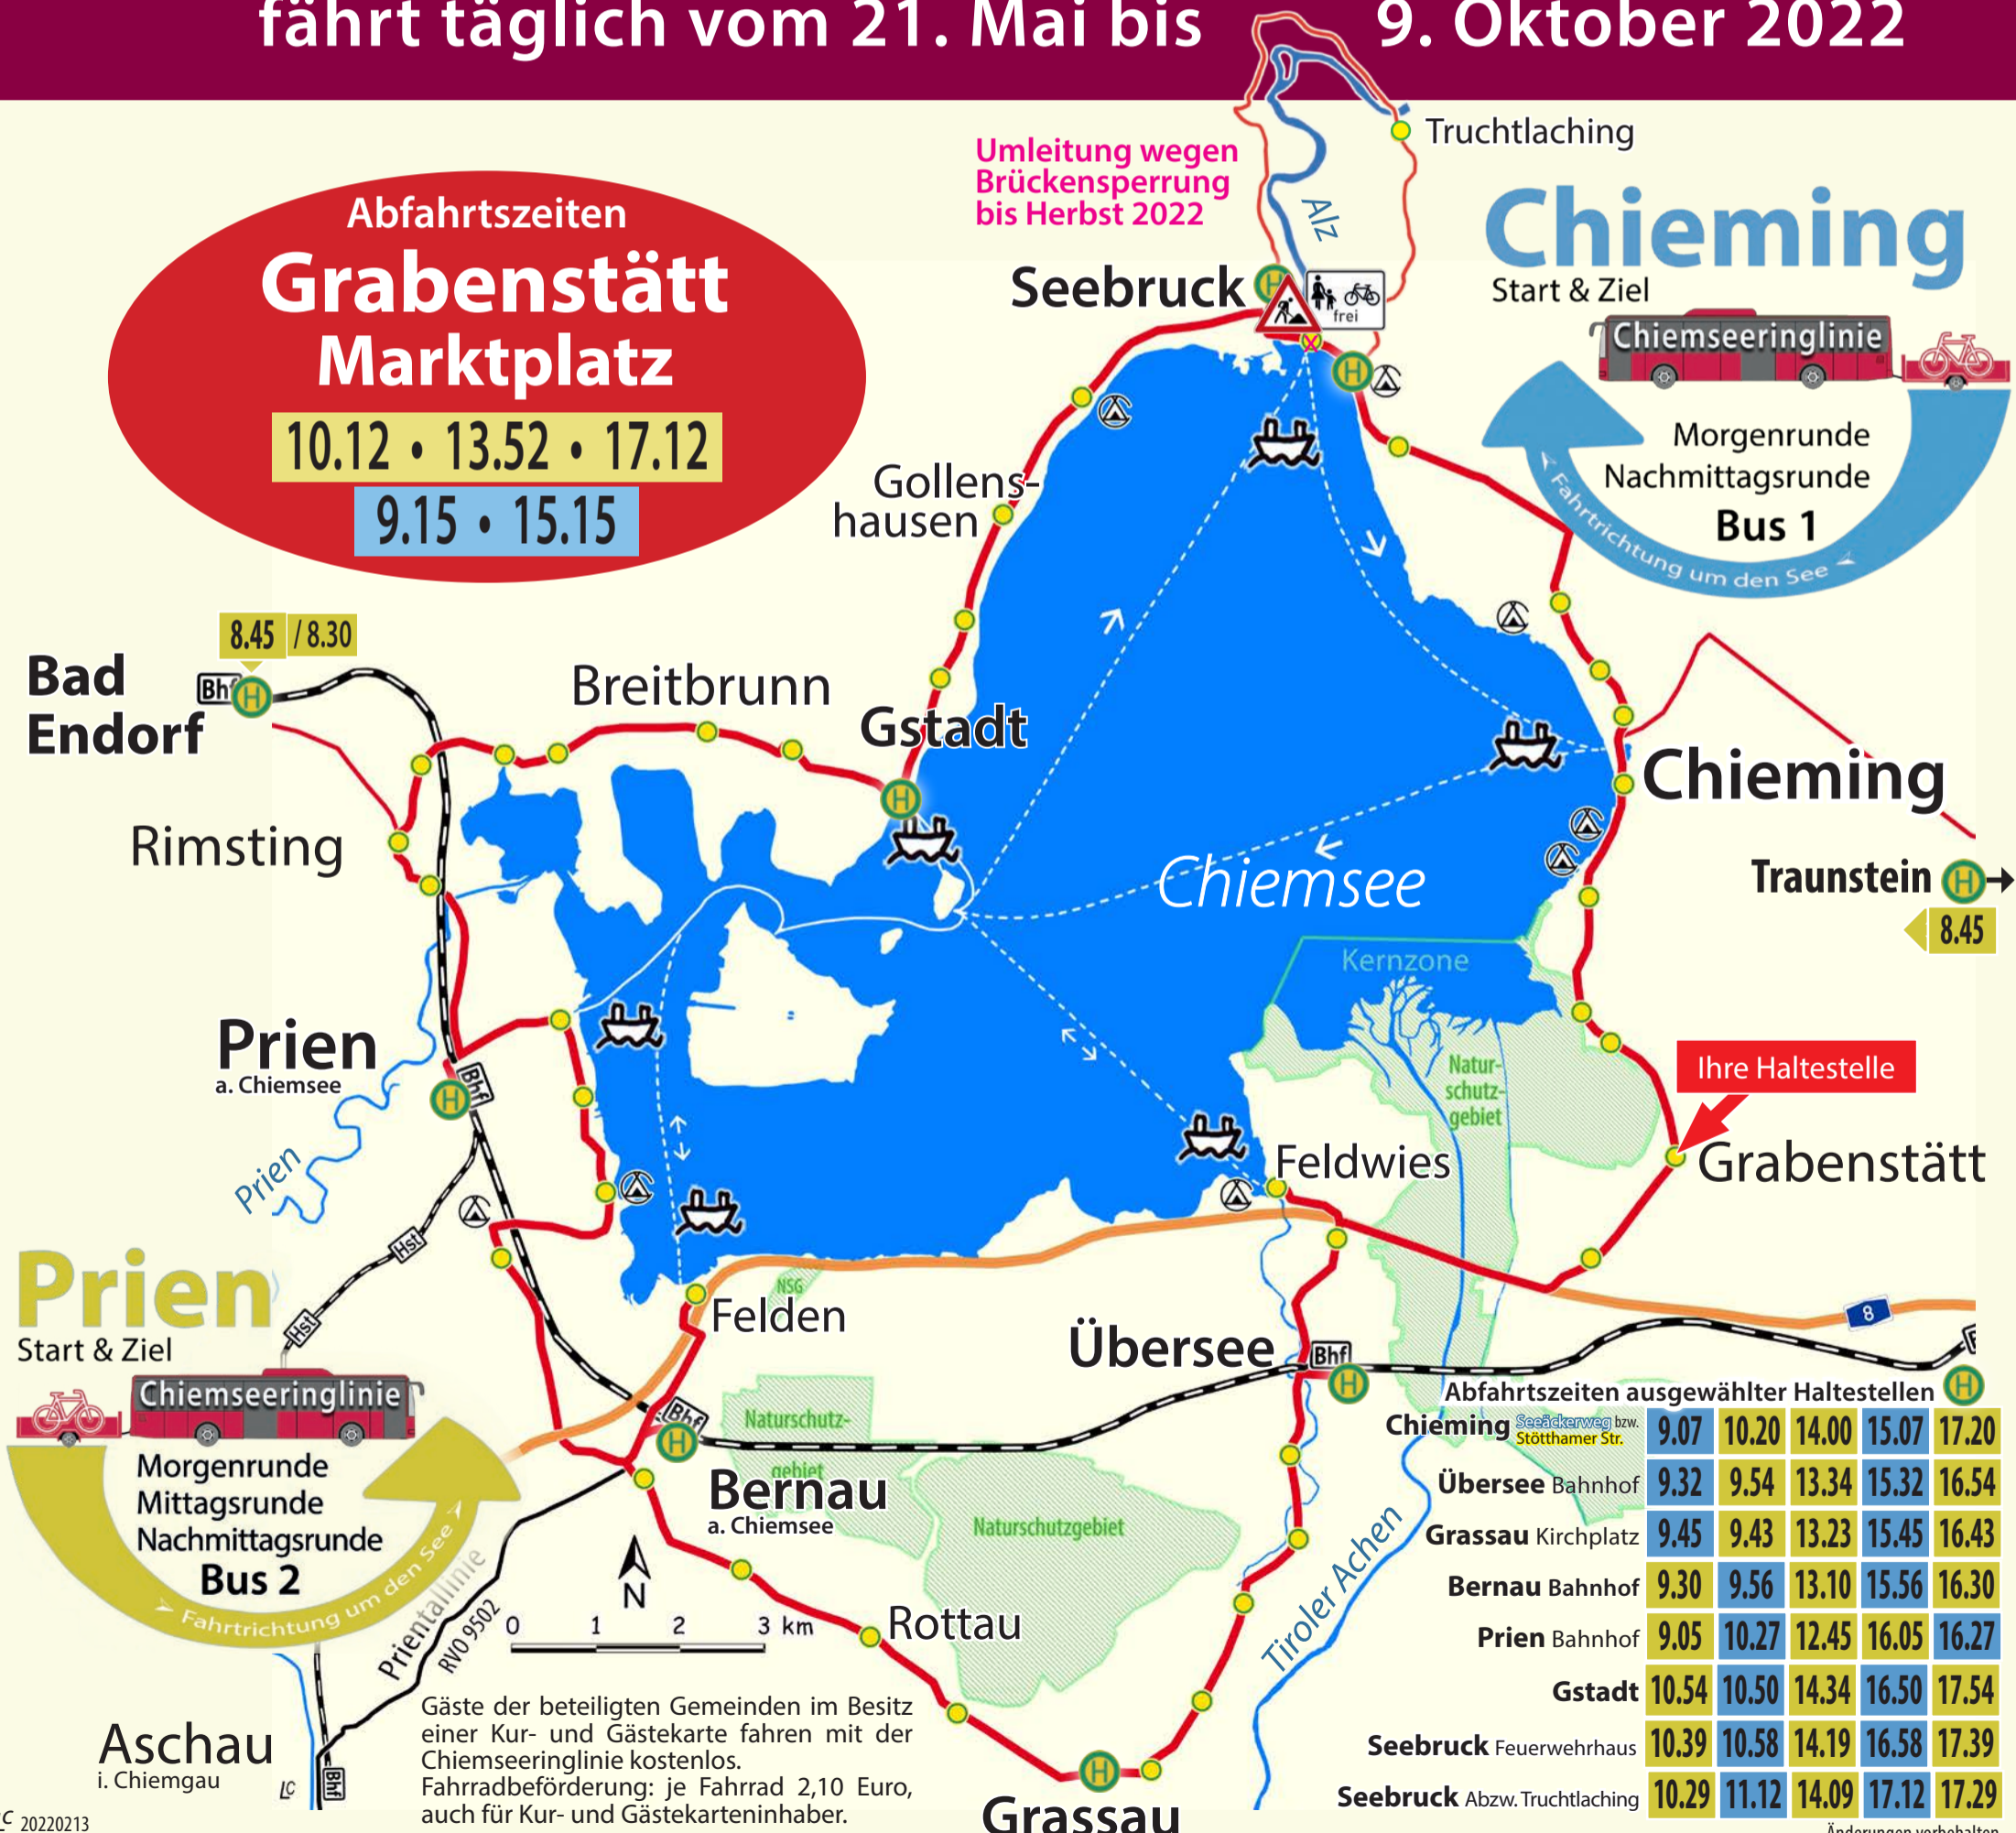 fährt täglich vom 21. Mai bis 9. Oktober 2022
Truchtlaching
Umleitung wegen
Brückensperrung
bis Herbst 2022
Alz
Abfahrtszeiten
Grabenstätt
Marktplatz
10.12 • 13.52 • 17.12
9.15 • 15.15
Seebruck
H
frei
H
Chieming
Start & Ziel
Chiemseeringlinie
Morgenrunde
Nachmittagsrunde
Bus 1
Fahrtrichtung um den See
Gollens-
hausen
8.45 / 8.30
Bad
Endorf
Bhf
H
Breitbrunn
Gstadt
H
Rimsting
Chieming
Chiemsee
Traunstein H
8.45
Kernzone
Prien
a. Chiemsee
Bhf
H
Natur-
schutz-
gebiet
Ihre Haltestelle
Grabenstätt
Feldwies
Prien
Hst
Hst
Prien
Start & Ziel
Chiemseeringlinie
Morgenrunde
Mittagsrunde
Nachmittagsrunde
Bus 2
Fahrtrichtung um den See
NSG
Felden
8
Übersee
Bhf
H
Bhf
H
Naturschutz-
gebiet
Bernau
a. Chiemsee
Naturschutzgebiet
N
0 1 2 3 km
Rottau
Prientallinie
RVO 9502
Tiroler Achen
Aschau
i. Chiemgau
LC
Bhf
Gäste der beteiligten Gemeinden im Besitz
einer Kur- und Gästekarte fahren mit der
Chiemseeringlinie kostenlos.
Fahrradbeförderung: je Fahrrad 2,10 Euro,
auch für Kur- und Gästekarteninhaber.
H
Grassau
Abfahrtszeiten ausgewählter Haltestellen H
Chieming Seeäckerweg bzw. Stötthamer Str. 9.07 10.20 14.00 15.07 17.20
Übersee Bahnhof 9.32 9.54 13.34 15.32 16.54
Grassau Kirchplatz 9.45 9.43 13.23 15.45 16.43
Bernau Bahnhof 9.30 9.56 13.10 15.56 16.30
Prien Bahnhof 9.05 10.27 12.45 16.05 16.27
Gstadt 10.54 10.50 14.34 16.50 17.54
Seebruck Feuerwehrhaus 10.39 10.58 14.19 16.58 17.39
Seebruck Abzw. Truchtlaching 10.29 11.12 14.09 17.12 17.29
20220213
Änderungen vorbehalten